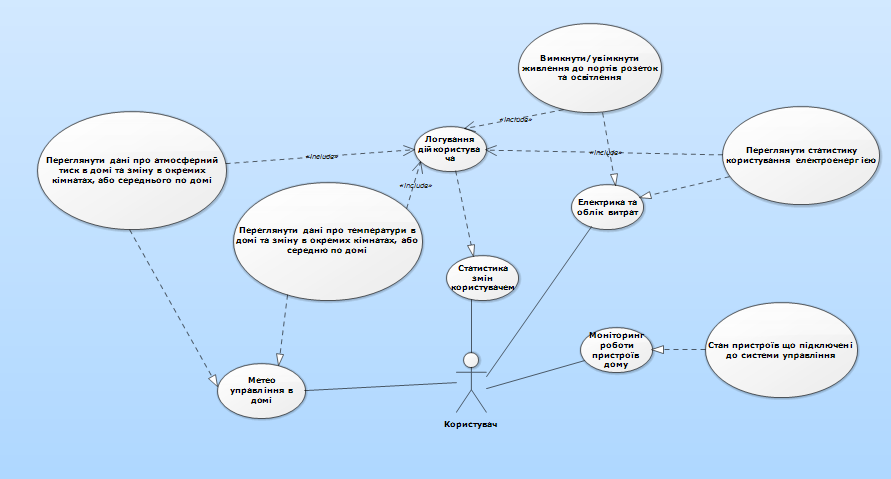 Вимкнути/увімкнути
живлення до портів розеток
та освітлення
«include»
Логування
дій користува
ча
Переглянути дані про атмосферний
тиск в домі та зміну в окремих
кімнатах, або середнього по домі
«include»
«include»
Переглянути статистику
користування електроенергією
«include»
Електрика та
облік витрат
Переглянути дані про температури в
домі та зміну в окремих кімнатах, або
середню по домі
Статистика
змін
користувачем
Моніторинг
роботи
пристроїв
дому
Стан пристроїв що підключені
до системи управління
Метео
управління в
домі
Користувач